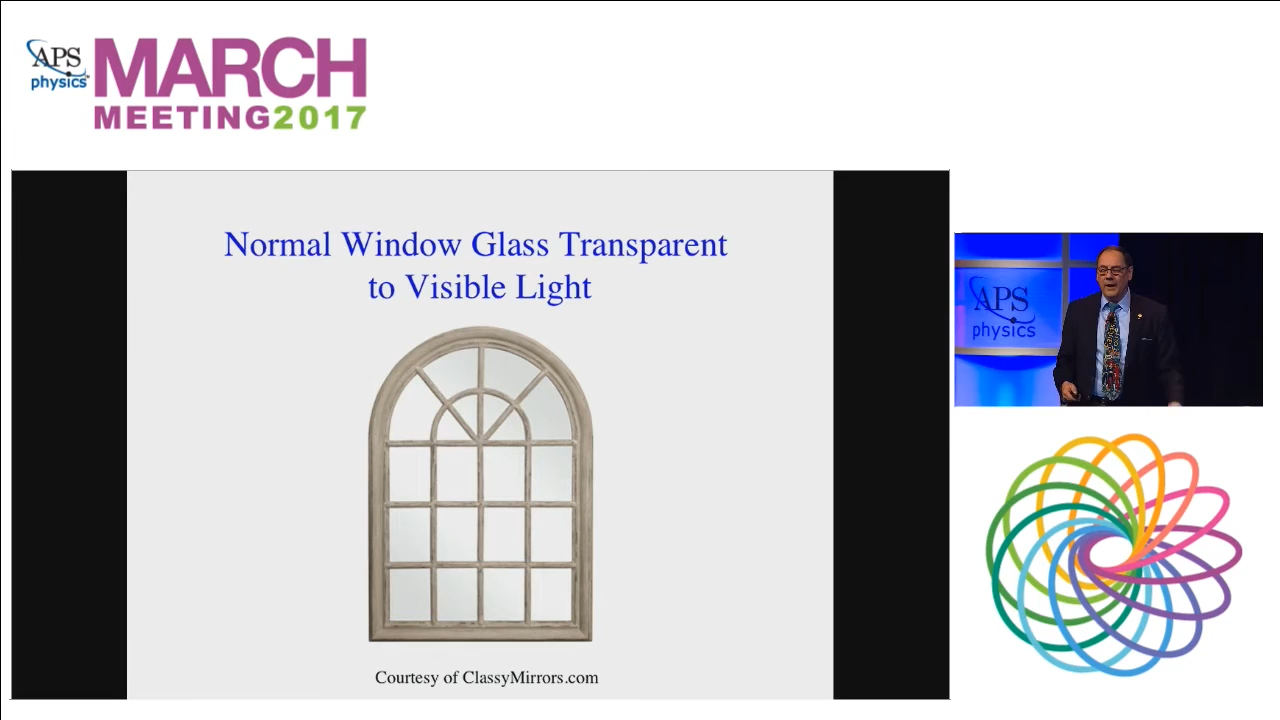 APS
physics
MARCH
MEETING2017
Normal Window Glass Transparent
to Visible Light
Courtesy of ClassyMirrors.com
APS
physics